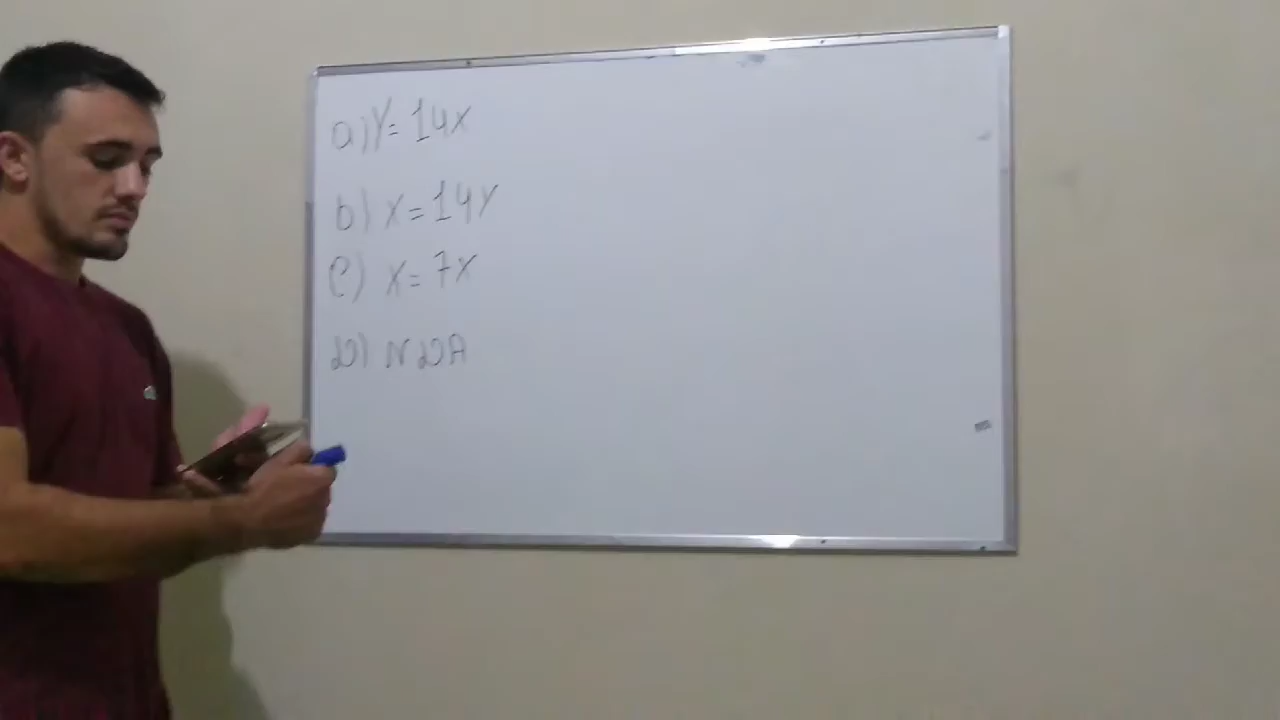 a) Y= 14x
b) x = 14y
c) x = 7x
D) NDA